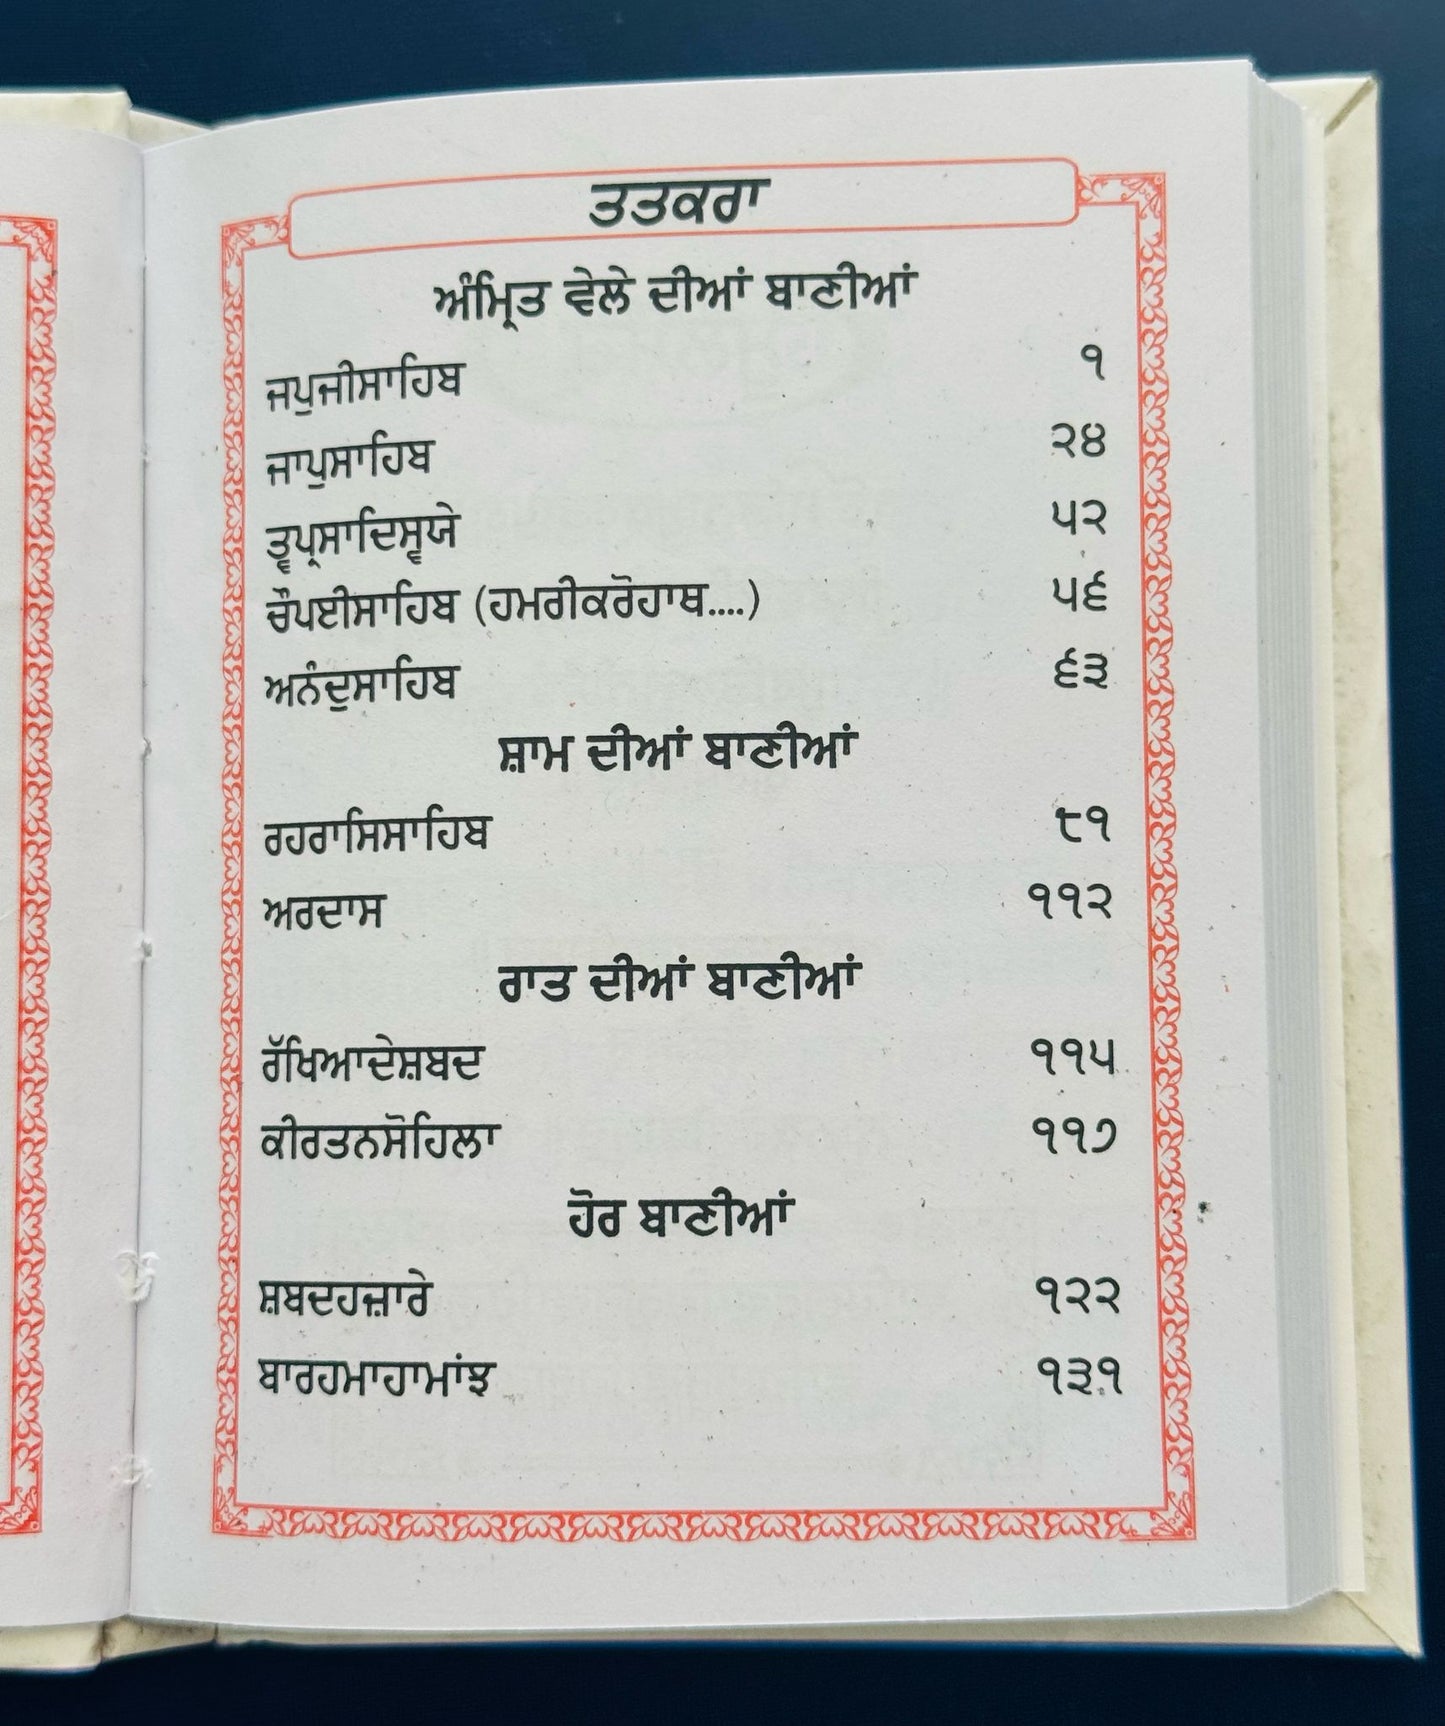 ਤਤਕਰਾ
ਅੰਮ੍ਰਿਤ ਵੇਲੇ ਦੀਆਂ ਬਾਣੀਆਂ
ਜਪੁਜੀਸਾਹਿਬ ੧
ਜਾਪੁਸਾਹਿਬ ੨੪
ਤ੍ਵਪ੍ਰਸਾਦਿਸ੍ਵਯੇ ੫੨
ਚੌਪਈਸਾਹਿਬ (ਹਮਰੀਕਰੋਹਾਥ....) ੫੬
ਅਨੰਦੁਸਾਹਿਬ ੬੩
ਸ਼ਾਮ ਦੀਆਂ ਬਾਣੀਆਂ
ਰਹਰਾਸਿਸਾਹਿਬ ੮੧
ਅਰਦਾਸ ੧੧੨
ਰਾਤ ਦੀਆਂ ਬਾਣੀਆਂ
ਰੱਖਿਆਦੇਸ਼ਬਦ ੧੧੫
ਕੀਰਤਨਸੋਹਿਲਾ ੧੧੭
ਹੋਰ ਬਾਣੀਆਂ
ਸ਼ਬਦਹਜ਼ਾਰੇ ੧੨੨
ਬਾਰਹਮਾਹਾਮਾਂਝ ੧੩੧